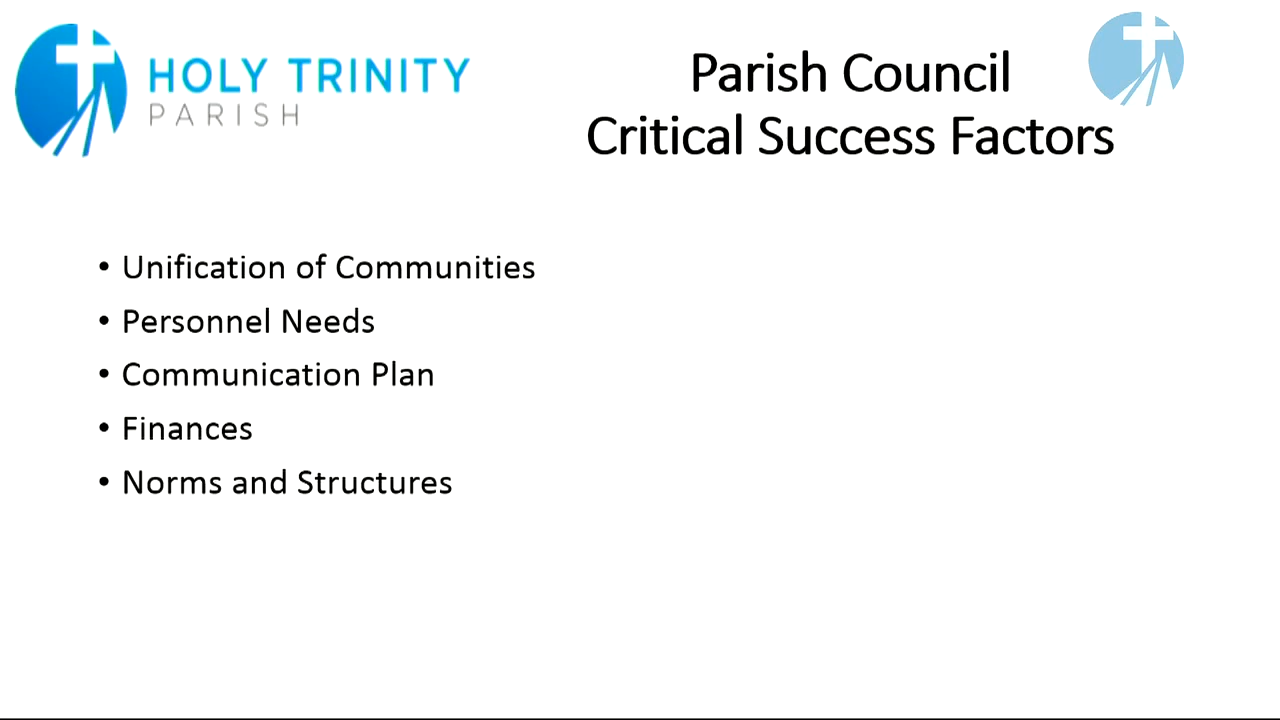 HOLY TRINITY
PARISH
Parish Council
Critical Success Factors
• Unification of Communities
• Personnel Needs
• Communication Plan
• Finances
• Norms and Structures